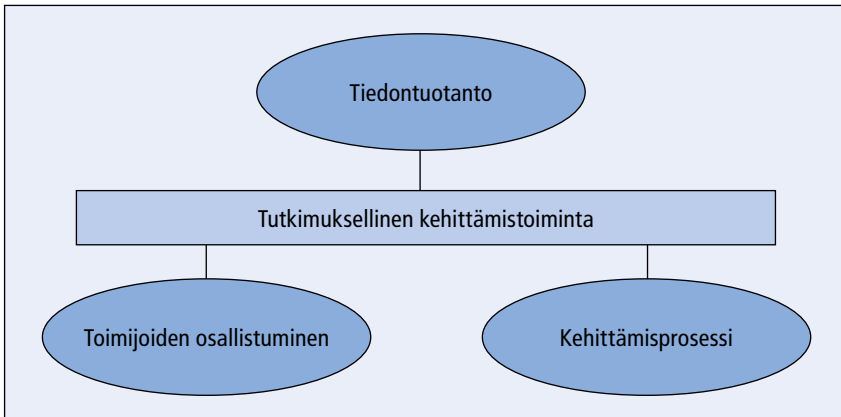 Tiedontuotanto
Tutkimuksellinen kehittämistoiminta
Toimijoiden osallistuminen
Kehittämisprosessi